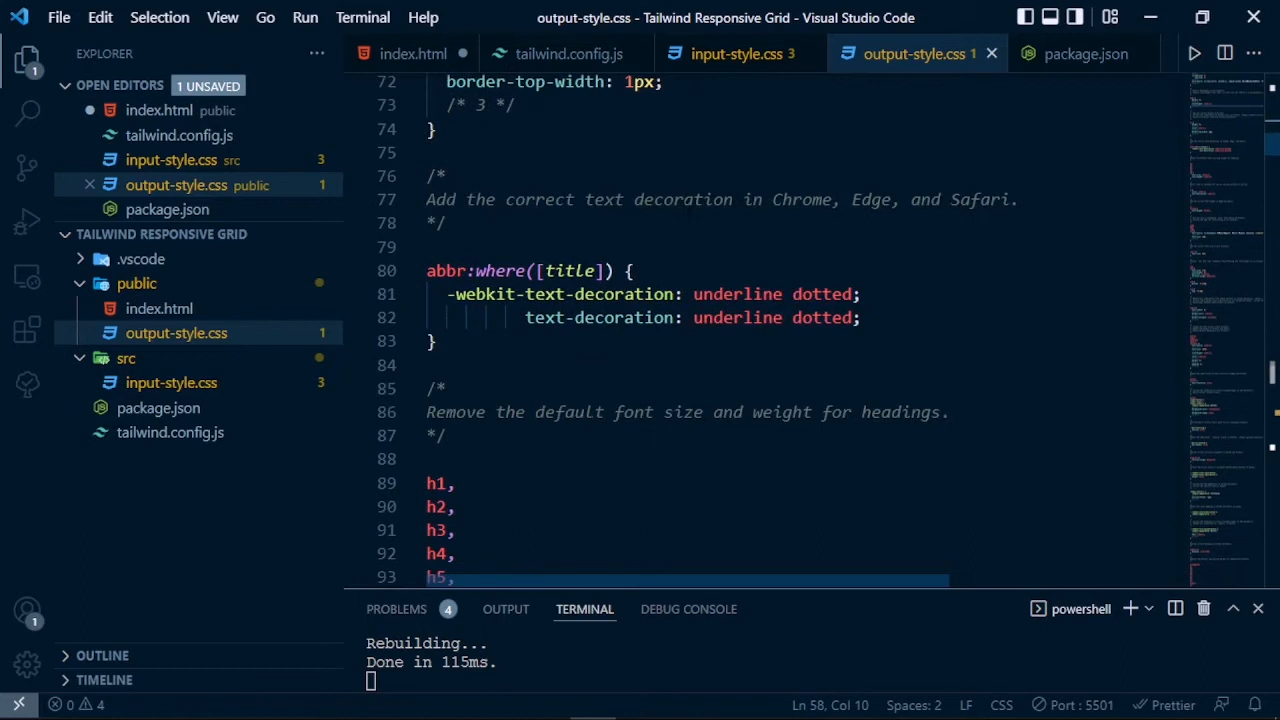 File Edit Selection View Go Run Terminal Help output-style.css - Tailwind Responsive Grid - Visual Studio Code
EXPLORER
index.html tailwind.config.js input-style.css 3 output-style.css 1 package.json
OPEN EDITORS 1 UNSAVED
index.html public
tailwind.config.js
input-style.css src 3
output-style.css public 1
package.json
TAILWIND RESPONSIVE GRID
.vscode
public
index.html
output-style.css 1
src
input-style.css 3
package.json
tailwind.config.js
OUTLINE
TIMELINE
1
1
72 border-top-width: 1px;
73 /* 3 */
74 }
75
76 /*
77 Add the correct text decoration in Chrome, Edge, and Safari.
78 */
79
80 abbr:where([title]) {
81 -webkit-text-decoration: underline dotted;
82 text-decoration: underline dotted;
83 }
84
85 /*
86 Remove the default font size and weight for headings.
87 */
88
89 h1,
90 h2,
91 h3,
92 h4,
93 h5,
PROBLEMS 4 OUTPUT TERMINAL DEBUG CONSOLE powershell
Rebuilding...
Done in 115ms.
0 4 Ln 58, Col 10 Spaces: 2 LF CSS Port : 5501 Prettier